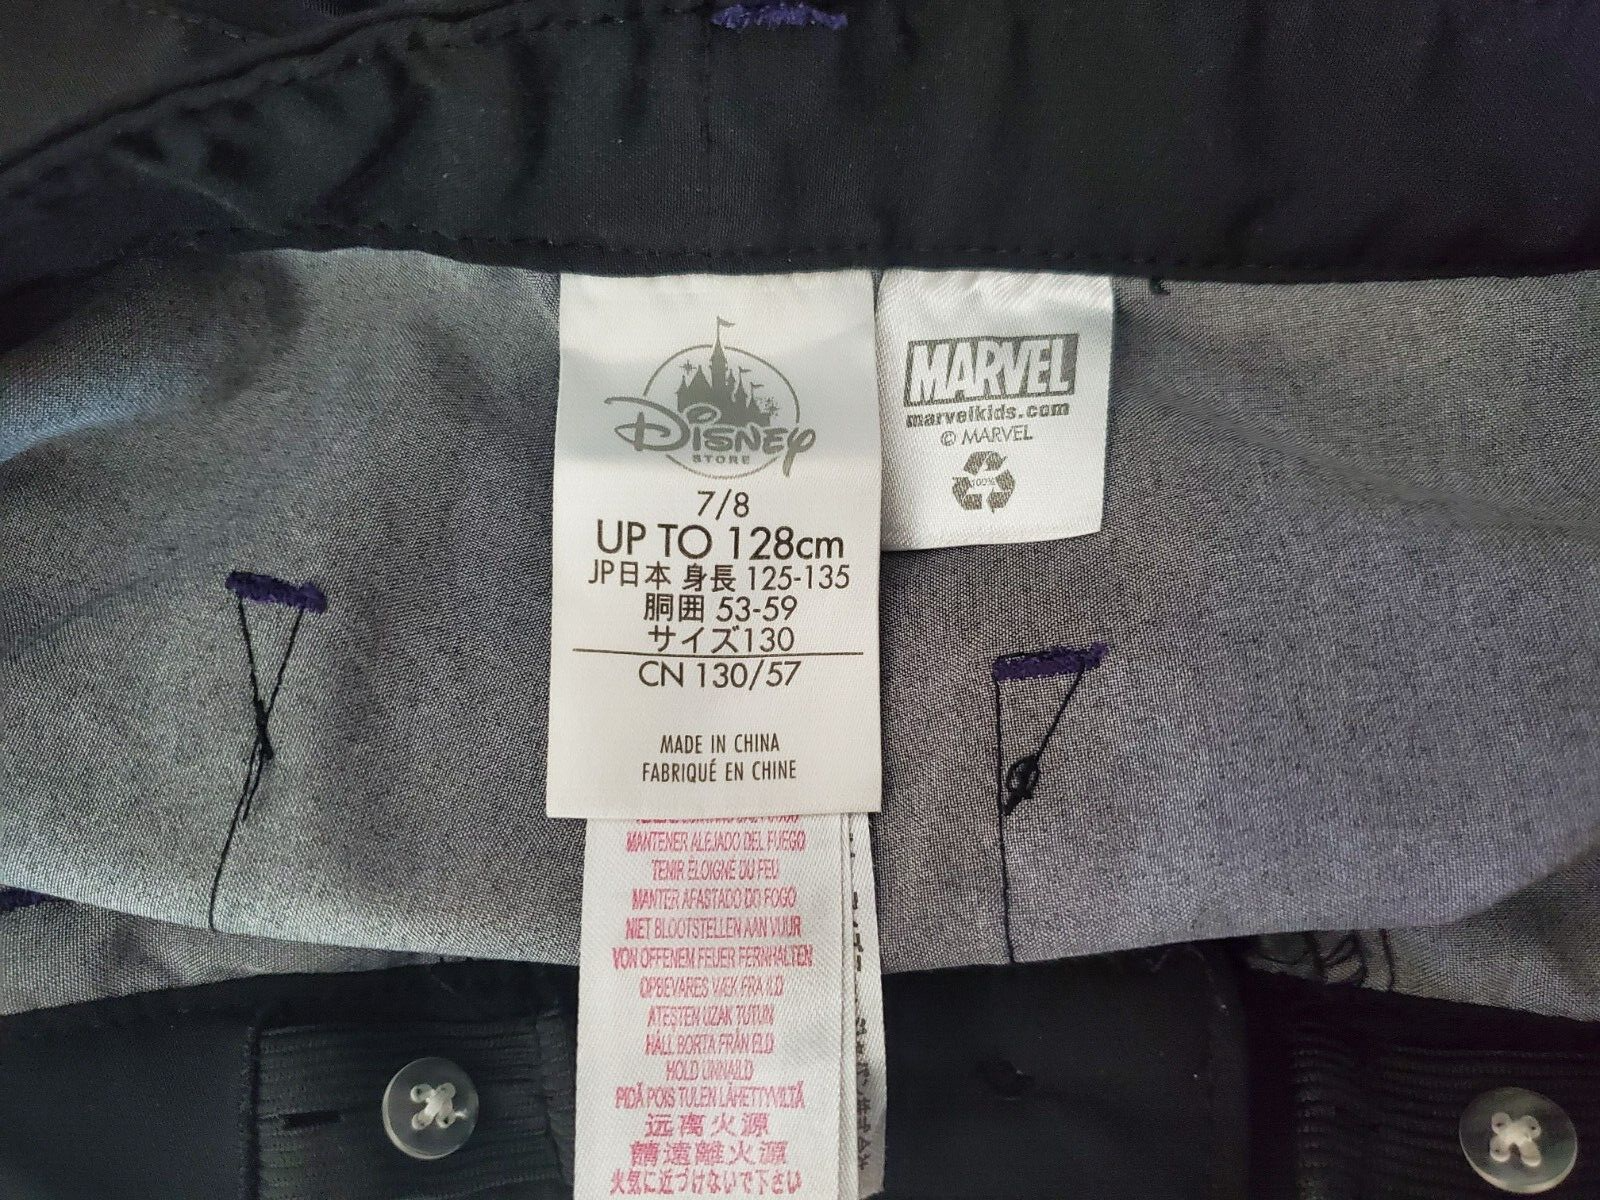 Disney
STORE
7/8
UP TO 128cm
JP日本 身長 125-135
胴囲 53-59
サイズ130
CN 130/57
MADE IN CHINA
FABRIQUÉ EN CHINE
MARVEL
marvelkids.com
© MARVEL
100%
MANTENER ALEJADO DEL FUEGO
TENIR ÉLOIGNÉ DU FEU
MANTER AFASTADO DO FOGO
NIET BLOOTSTELLEN AAN VUUR
VON OFFENEM FEUER FERNHALTEN
OPBEVARES VÆK FRA ILD
ATEŞTEN UZAK TUTUN
HÅLL BORTA FRÅN ELD
HOLD UNNA ILD
PIDÄ POIS TULEN LÄHETTYVILTÄ
远离火源
請遠離火源
火気に近づけないで下さい